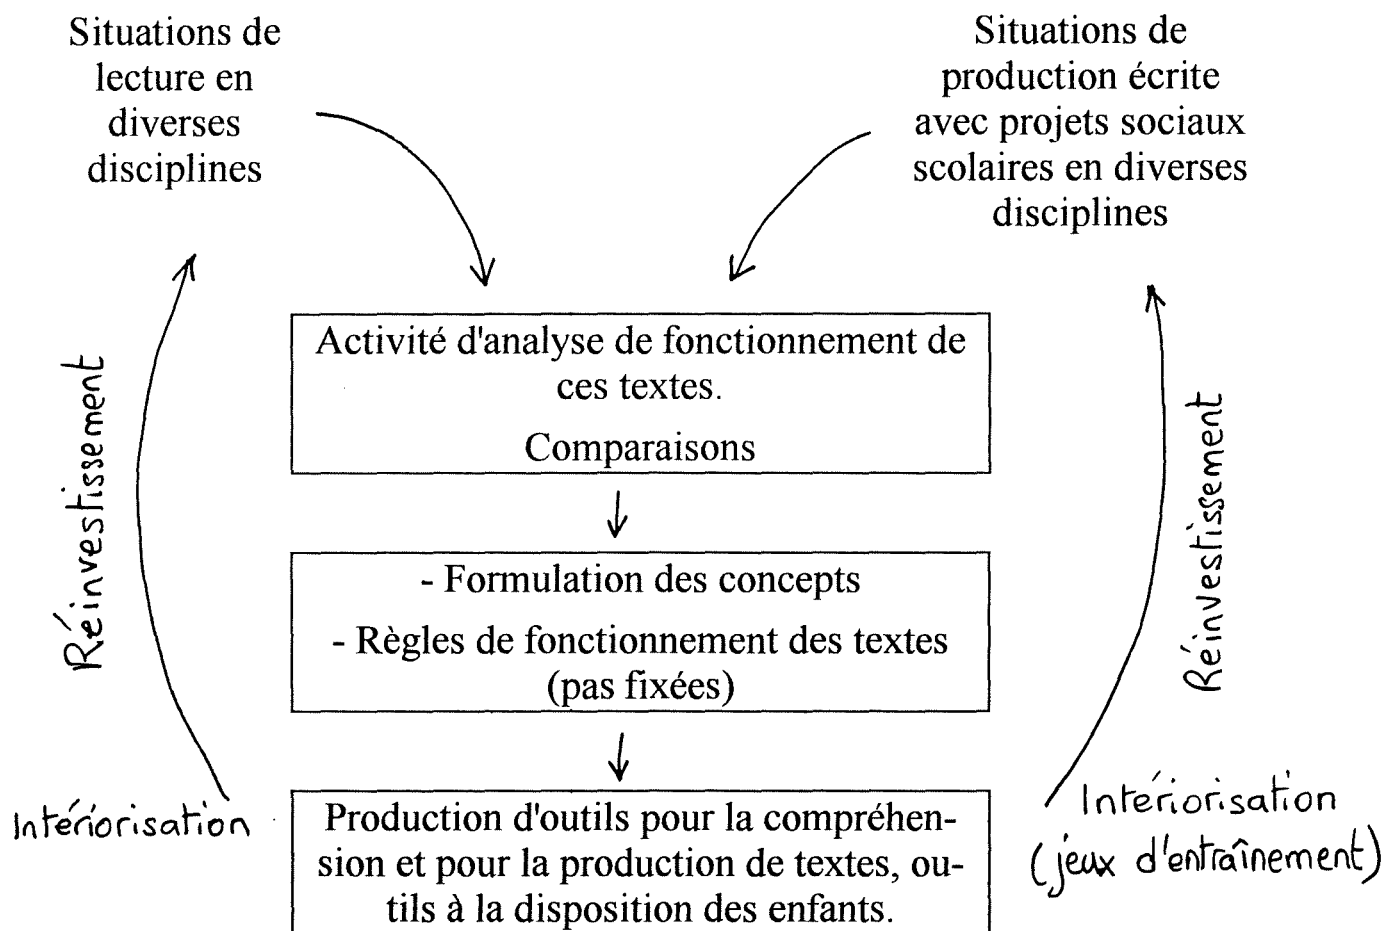 Situations de
lecture en
diverses
disciplines
Situations de
production écrite
avec projets sociaux
scolaires en diverses
disciplines
Activité d'analyse de fonctionnement de
ces textes.
Comparaisons
- Formulation des concepts
- Règles de fonctionnement des textes
(pas fixées)
Production d'outils pour la compréhen-
sion et pour la production de textes, ou-
tils à la disposition des enfants.
Réinvestissement
Intériorisation
Réinvestissement
Intériorisation
(jeux d'entraînement)